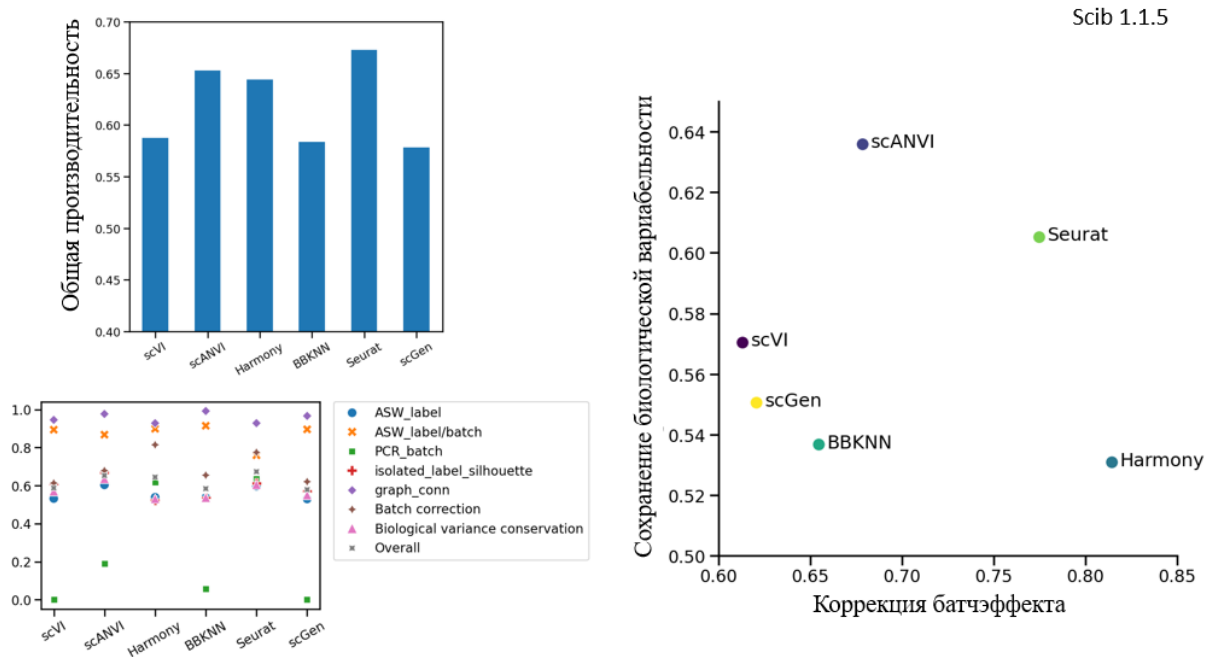 Scib 1.1.5
Общая производительность
0.70
0.65
0.60
0.55
0.50
0.45
0.40
scVI
scANVI
Harmony
BBKNN
Seurat
scGen
1.0
0.8
0.6
0.4
0.2
0.0
scVI
scANVI
Harmony
BBKNN
Seurat
scGen
ASW_label
ASW_label/batch
PCR_batch
isolated_label_silhouette
graph_conn
Batch correction
Biological variance conservation
Overall
Сохранение биологической вариабельности
0.64
0.62
0.60
0.58
0.56
0.54
0.52
0.50
scANVI
Seurat
scVI
scGen
BBKNN
Harmony
0.60
0.65
0.70
0.75
0.80
0.85
Коррекция батчэффекта